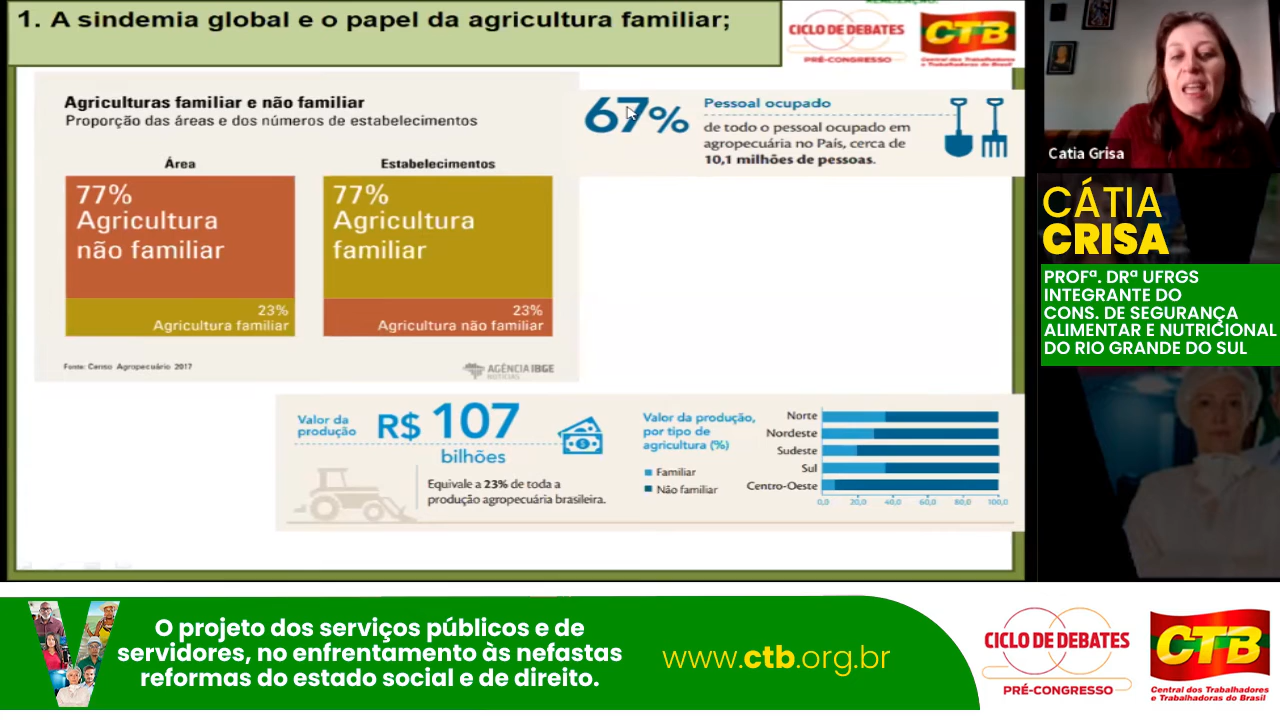 1. A sindemia global e o papel da agricultura familiar;
REALIZAÇÃO:
CICLO DE DEBATES
PRÉ-CONGRESSO
CTB
Central dos Trabalhadores
e Trabalhadoras do Brasil
Agriculturas familiar e não familiar
Proporção das áreas e dos números de estabelecimentos
Área
77%
Agricultura
não familiar
23%
Agricultura familiar
Estabelecimentos
77%
Agricultura
familiar
23%
Agricultura não familiar
Fonte: Censo Agropecuário 2017
AGÊNCIA IBGE
NOTÍCIAS
67%
Pessoal ocupado
de todo o pessoal ocupado em
agropecuária no País, cerca de
10,1 milhões de pessoas.
Valor da
produção
R$ 107
bilhões
Equivale a 23% de toda a
produção agropecuária brasileira.
Valor da produção,
por tipo de
agricultura (%)
Familiar
Não familiar
Norte
Nordeste
Sudeste
Sul
Centro-Oeste
0,0 20,0 40,0 60,0 80,0 100,0
Catia Grisa
CÁTIA
CRISA
PROFª. DRª UFRGS
INTEGRANTE DO
CONS. DE SEGURANÇA
ALIMENTAR E NUTRICIONAL
DO RIO GRANDE DO SUL
V
O projeto dos serviços públicos e de
servidores, no enfrentamento às nefastas
reformas do estado social e de direito.
www.ctb.org.br
CICLO DE DEBATES
PRÉ-CONGRESSO
CTB
Central dos Trabalhadores
e Trabalhadoras do Brasil